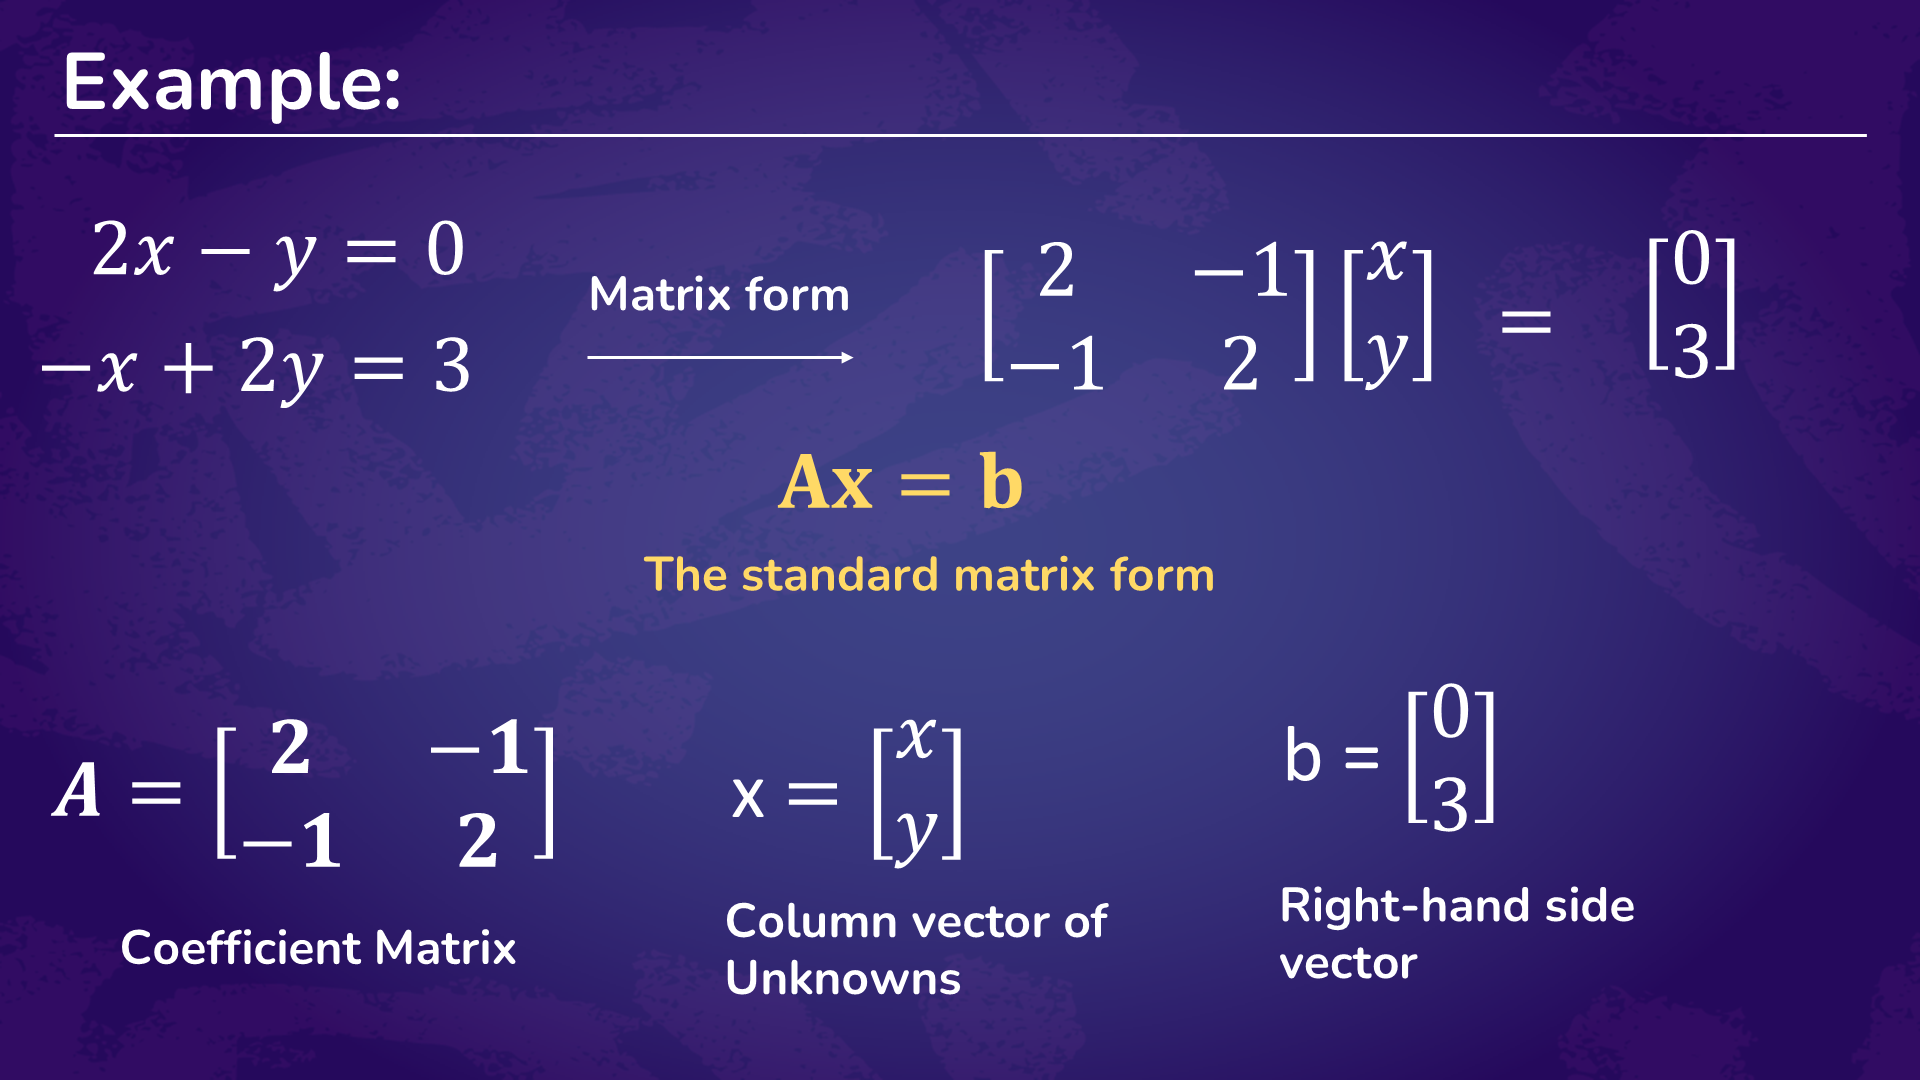 Example:
2x − y = 0
−x + 2y = 3
Matrix form
[2 −1
−1 2] [x
y] = [0
3]
Ax = b
The standard matrix form
A = [2 −1
−1 2]
Coefficient Matrix
x = [x
y]
Column vector of
Unknowns
b = [0
3]
Right-hand side
vector